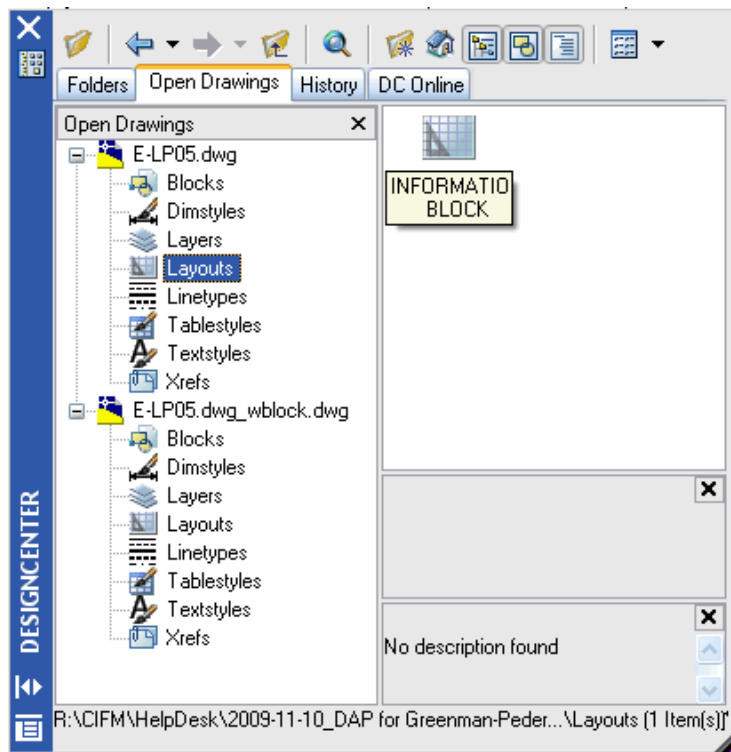 Folders
Open Drawings
History
DC Online
Open Drawings
E-LP05.dwg
Blocks
Dimstyles
Layers
Layouts
Linetypes
Tablestyles
Textstyles
Xrefs
E-LP05.dwg_wblock.dwg
Blocks
Dimstyles
Layers
Layouts
Linetypes
Tablestyles
Textstyles
Xrefs
INFORMATIO
BLOCK
No description found
DESIGNCENTER
R:\CIFM\HelpDesk\2009-11-10_DAP for Greenman-Peder...\Layouts (1 Item(s))